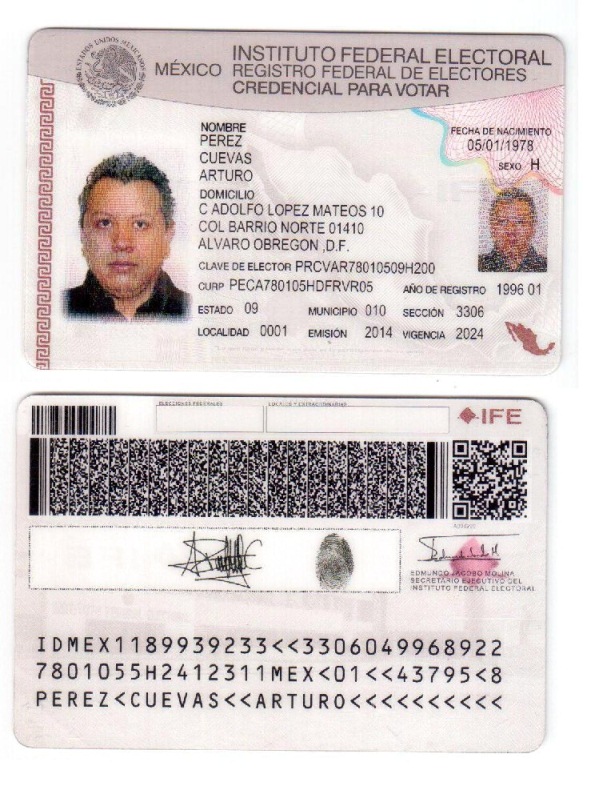 ESTADOS UNIDOS MEXICANOS
MÉXICO
INSTITUTO FEDERAL ELECTORAL
REGISTRO FEDERAL DE ELECTORES
CREDENCIAL PARA VOTAR
NOMBRE
PEREZ
CUEVAS
ARTURO
FECHA DE NACIMIENTO
05/01/1978
SEXO H
DOMICILIO
C ADOLFO LOPEZ MATEOS 10
COL BARRIO NORTE 01410
ALVARO OBREGON ,D.F.
CLAVE DE ELECTOR PRCVAR78010509H200
CURP PECA780105HDFRVR05 AÑO DE REGISTRO 1996 01
ESTADO 09 MUNICIPIO 010 SECCIÓN 3306
LOCALIDAD 0001 EMISIÓN 2014 VIGENCIA 2024
ELECCIONES FEDERALES LOCALES Y EXTRAORDINARIAS
IFE
EDMUNDO JACOBO MOLINA
SECRETARIO EJECUTIVO DEL
INSTITUTO FEDERAL ELECTORAL
IDMEX1189939233<<3306049968922
7801055H2412311MEX<01<<43795<8
PEREZ<CUEVAS<<ARTURO<<<<<<<<<<